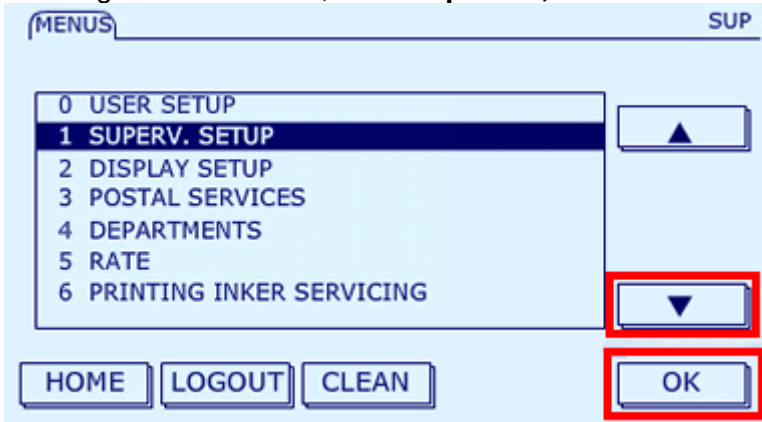 MENUS SUP
0 USER SETUP
1 SUPERV. SETUP
2 DISPLAY SETUP
3 POSTAL SERVICES
4 DEPARTMENTS
5 RATE
6 PRINTING INKER SERVICING
HOME LOGOUT CLEAN OK